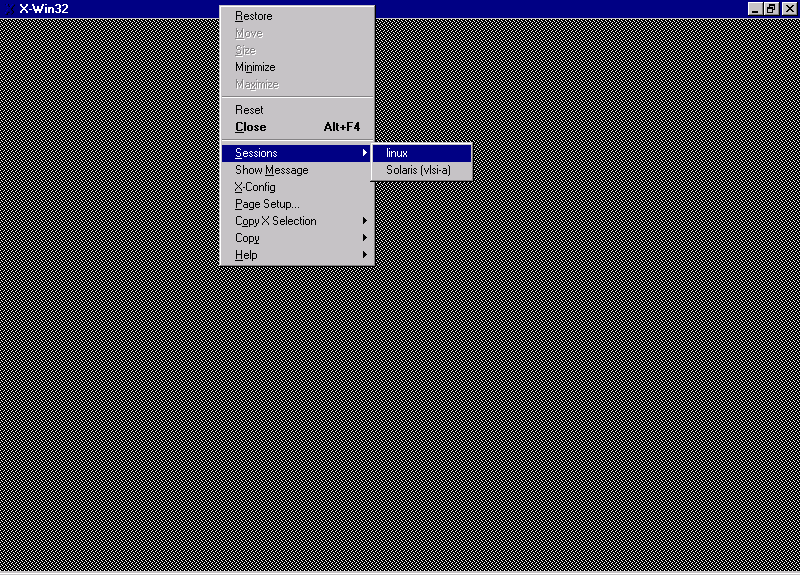 X-Win32
Restore
Move
Size
Minimize
Maximize
Reset
Close Alt+F4
Sessions
linux
Show Message
Solaris (vlsi-a)
X-Config
Page Setup...
Copy X Selection
Copy
Help